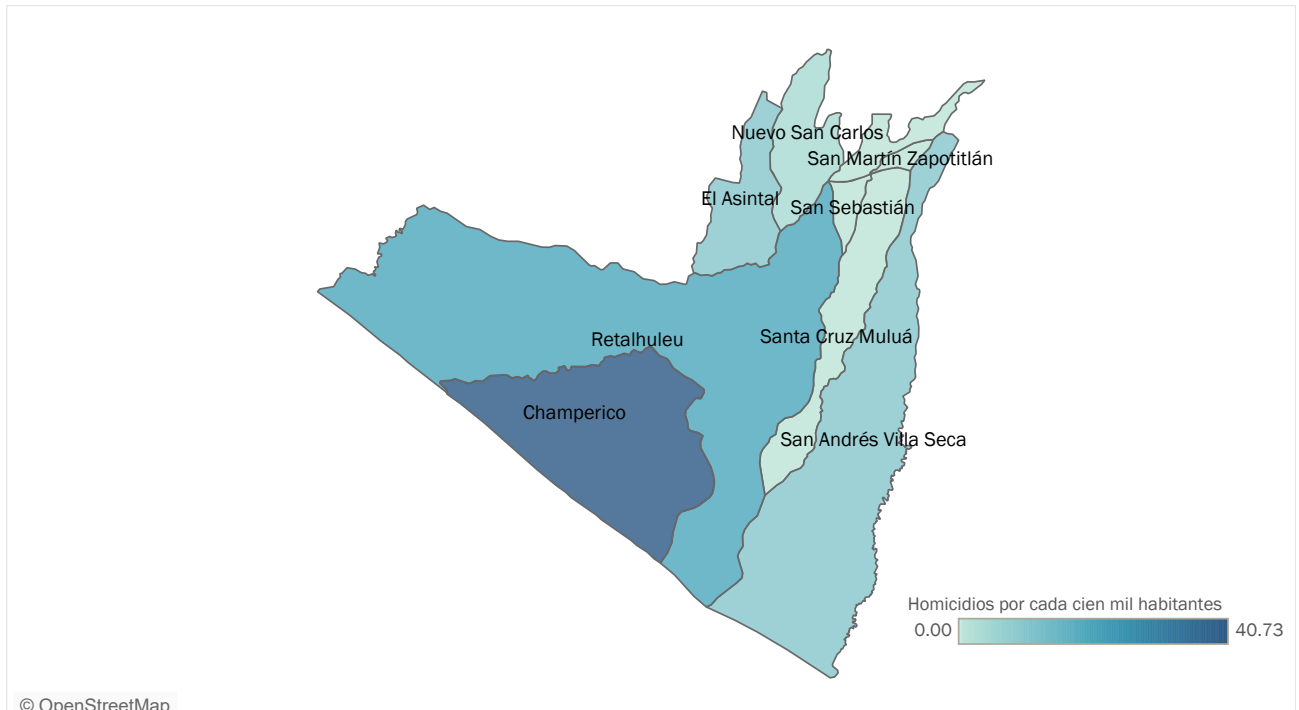 Nuevo San Carlos
San Martín Zapotitlán
El Asintal
San Sebastián
Retalhuleu
Santa Cruz Muluá
Champerico
San Andrés Villa Seca
Homicidios por cada cien mil habitantes
0.00
40.73
© OpenStreetMap